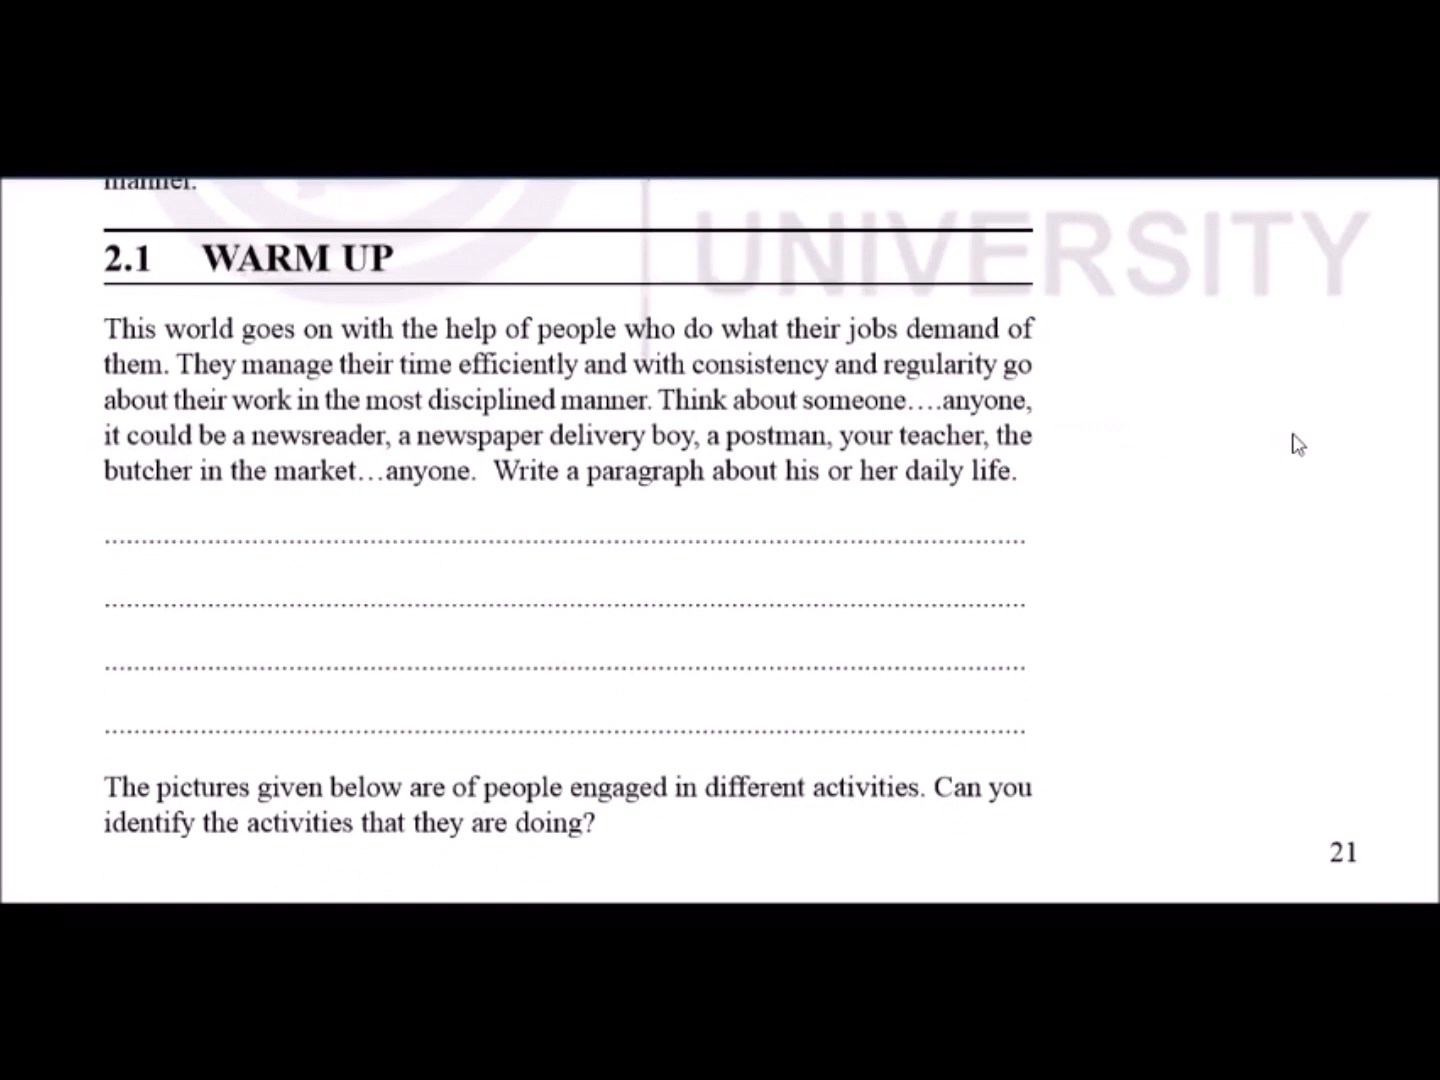 manner.
UNIVERSITY
2.1 WARM UP
This world goes on with the help of people who do what their jobs demand of
them. They manage their time efficiently and with consistency and regularity go
about their work in the most disciplined manner. Think about someone....anyone,
it could be a newsreader, a newspaper delivery boy, a postman, your teacher, the
butcher in the market...anyone. Write a paragraph about his or her daily life.
The pictures given below are of people engaged in different activities. Can you
identify the activities that they are doing?
21